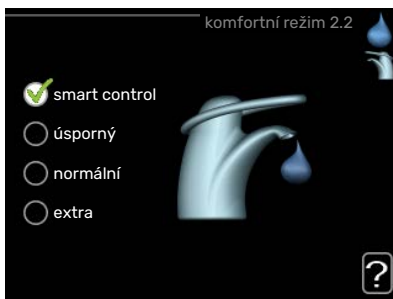 komfortní režim 2.2
smart control
úsporný
normální
extra
?